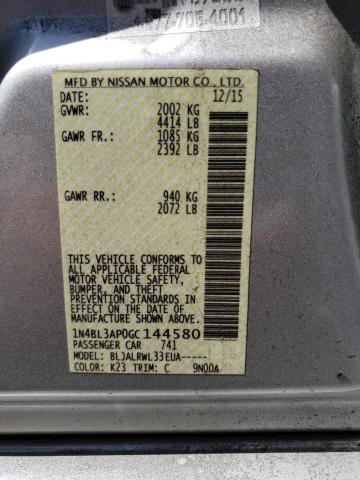 MFD BY NISSAN MOTOR CO., LTD.
DATE: 12/15
GVWR: 2002 KG
4414 LB
GAWR FR.: 1085 KG
2392 LB
GAWR RR.: 940 KG
2072 LB
THIS VEHICLE CONFORMS TO
ALL APPLICABLE FEDERAL
MOTOR VEHICLE SAFETY,
BUMPER, AND THEFT
PREVENTION STANDARDS IN
EFFECT ON THE DATE OF
MANUFACTURE SHOWN ABOVE.
1N4BL3AP0GC144580
PASSENGER CAR 741
MODEL: BLJALRWL33EUA-----
COLOR: K23 TRIM: C 9N00A